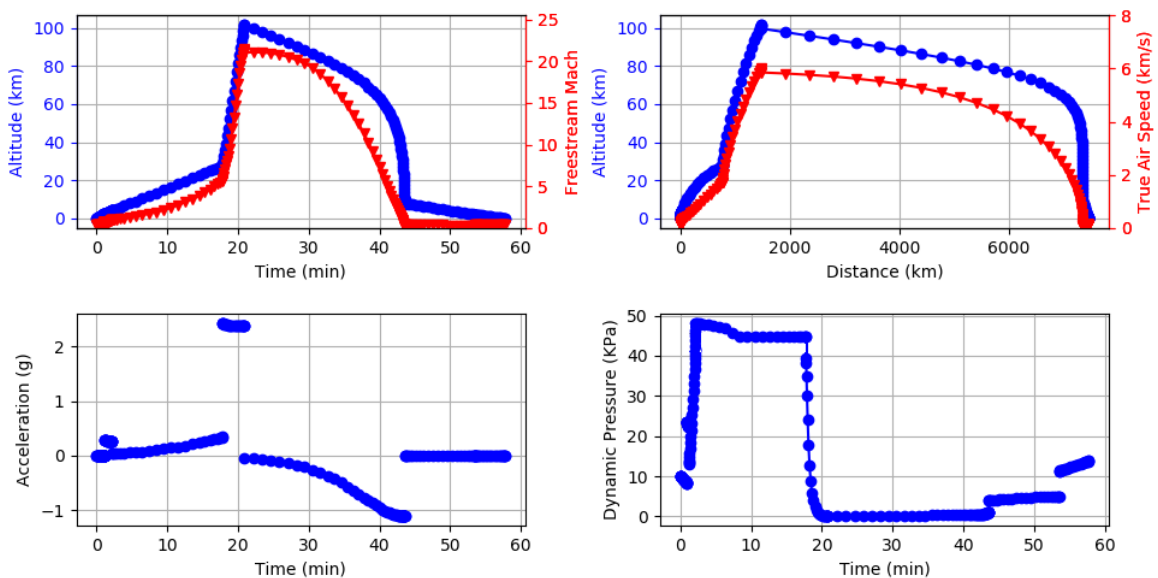 100
80
60
40
20
0
Altitude (km)
25
20
15
10
5
0
Freestream Mach
0 10 20 30 40 50 60
Time (min)
100
80
60
40
20
0
Altitude (km)
8
6
4
2
0
True Air Speed (km/s)
0 2000 4000 6000
Distance (km)
2
1
0
−1
Acceleration (g)
0 10 20 30 40 50 60
Time (min)
50
40
30
20
10
0
Dynamic Pressure (KPa)
0 10 20 30 40 50 60
Time (min)